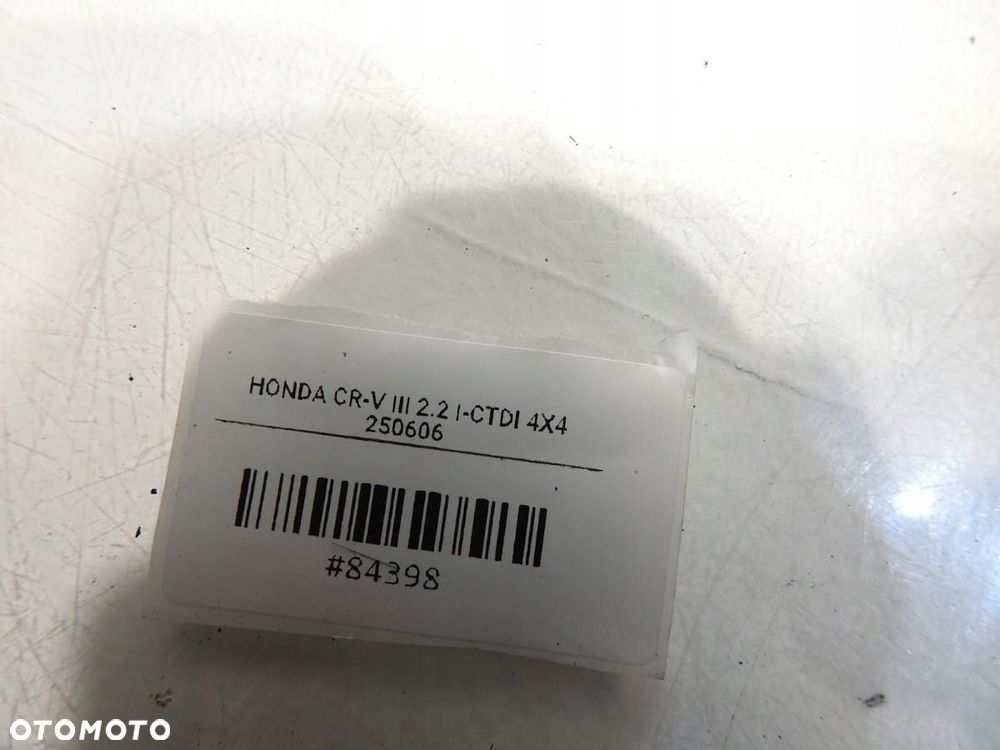 HONDA CR-V III 2.2 I-CTDI 4X4
250606
#84398
OTOMOTO